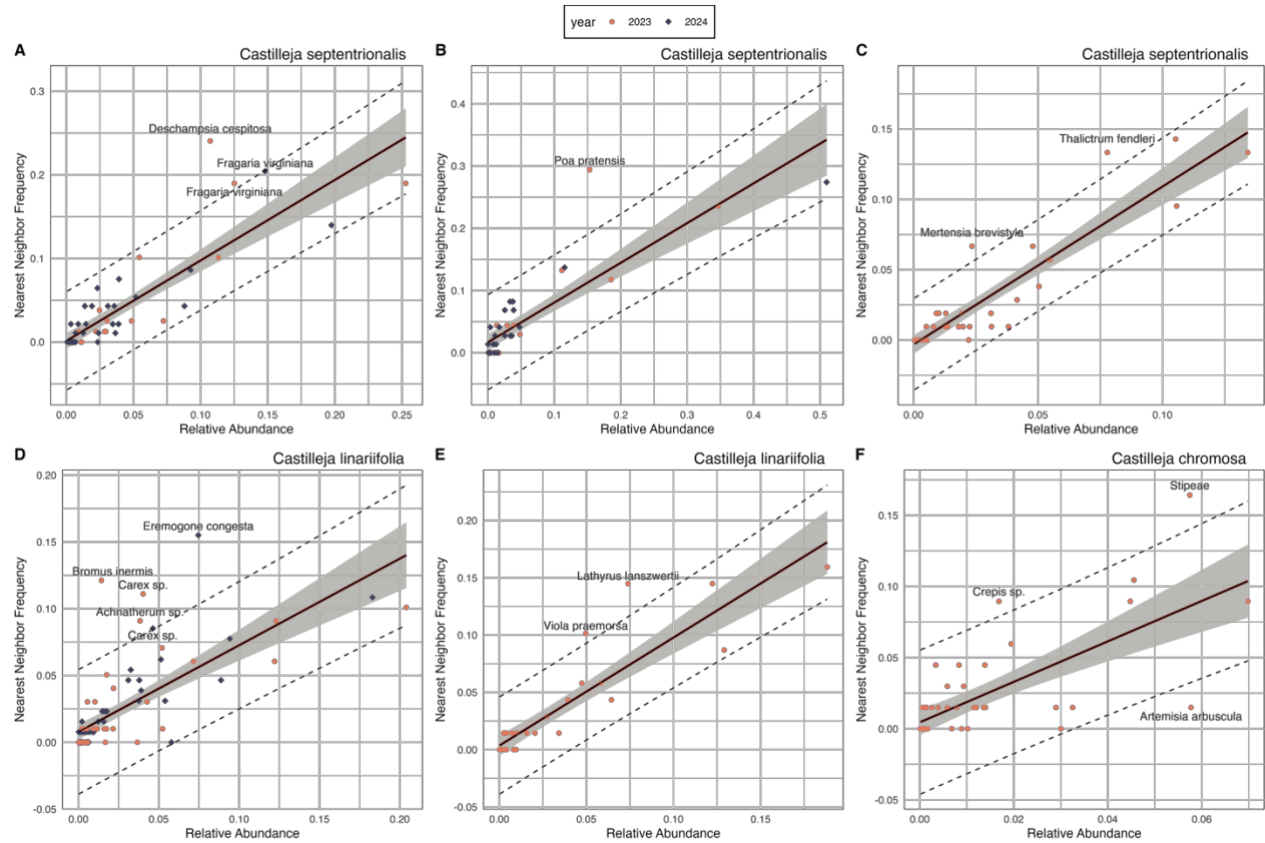 year 2023 2024
A Castilleja septentrionalis
Nearest Neighbor Frequency
0.3
0.2
0.1
0.0
Deschampsia cespitosa
Fragaria virginiana
Fragaria virginiana
0.00 0.05 0.10 0.15 0.20 0.25
Relative Abundance
B Castilleja septentrionalis
Nearest Neighbor Frequency
0.4
0.3
0.2
0.1
0.0
Poa pratensis
0.0 0.1 0.2 0.3 0.4 0.5
Relative Abundance
C Castilleja septentrionalis
Nearest Neighbor Frequency
0.15
0.10
0.05
0.00
Thalictrum fendleri
Mertensia brevistyla
0.00 0.05 0.10
Relative Abundance
D Castilleja linariifolia
Nearest Neighbor Frequency
0.20
0.15
0.10
0.05
0.00
-0.05
Eremogone congesta
Bromus inermis
Carex sp.
Achnatherum sp.
Carex sp.
0.00 0.05 0.10 0.15 0.20
Relative Abundance
E Castilleja linariifolia
Nearest Neighbor Frequency
0.20
0.15
0.10
0.05
0.00
-0.05
Lathyrus lanszwertii
Viola praemorsa
0.00 0.05 0.10 0.15
Relative Abundance
F Castilleja chromosa
Nearest Neighbor Frequency
0.15
0.10
0.05
0.00
-0.05
Stipeae
Crepis sp.
Artemisia arbuscula
0.00 0.02 0.04 0.06
Relative Abundance